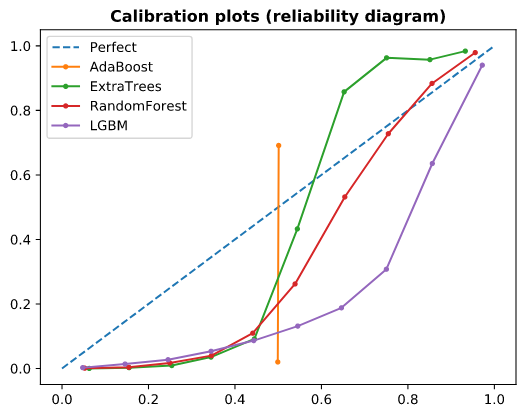 Calibration plots (reliability diagram)
1.0
0.8
0.6
0.4
0.2
0.0
Perfect
AdaBoost
ExtraTrees
RandomForest
LGBM
0.0 0.2 0.4 0.6 0.8 1.0